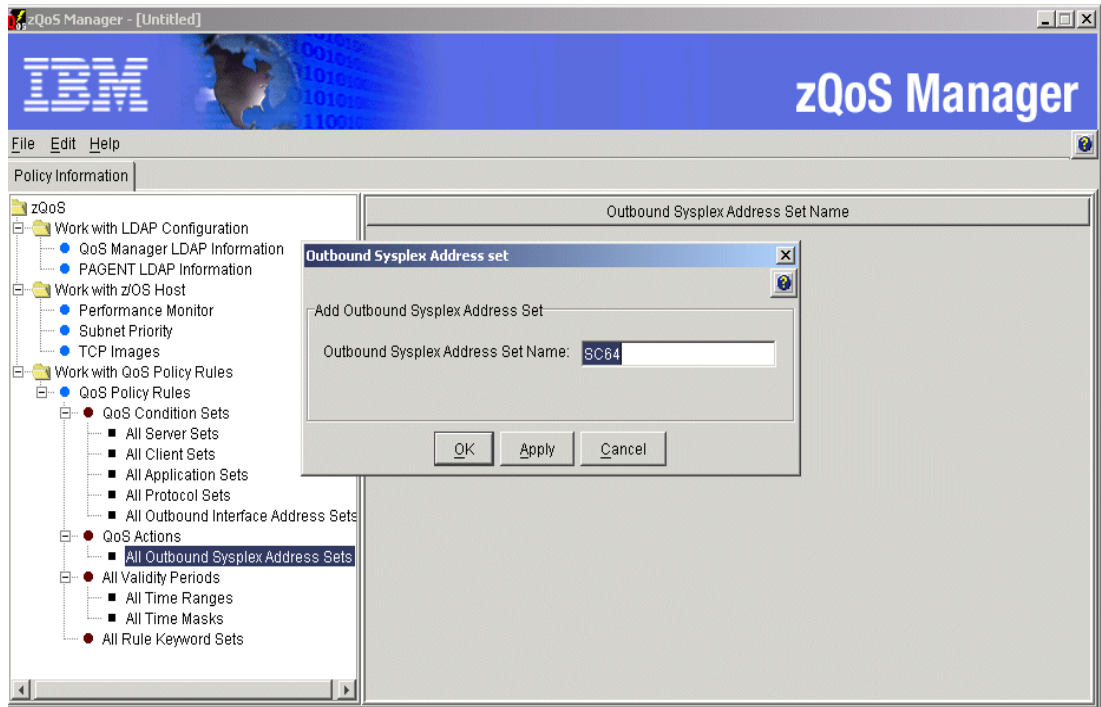 zQoS Manager - [Untitled]
IBM
zQoS Manager
File Edit Help
Policy Information
zQoS
Work with LDAP Configuration
QoS Manager LDAP Information
PAGENT LDAP Information
Work with z/OS Host
Performance Monitor
Subnet Priority
TCP Images
Work with QoS Policy Rules
QoS Policy Rules
QoS Condition Sets
All Server Sets
All Client Sets
All Application Sets
All Protocol Sets
All Outbound Interface Address Sets
QoS Actions
All Outbound Sysplex Address Sets
All Validity Periods
All Time Ranges
All Time Masks
All Rule Keyword Sets
Outbound Sysplex Address Set Name
Outbound Sysplex Address set
Add Outbound Sysplex Address Set
Outbound Sysplex Address Set Name: SC64
OK Apply Cancel